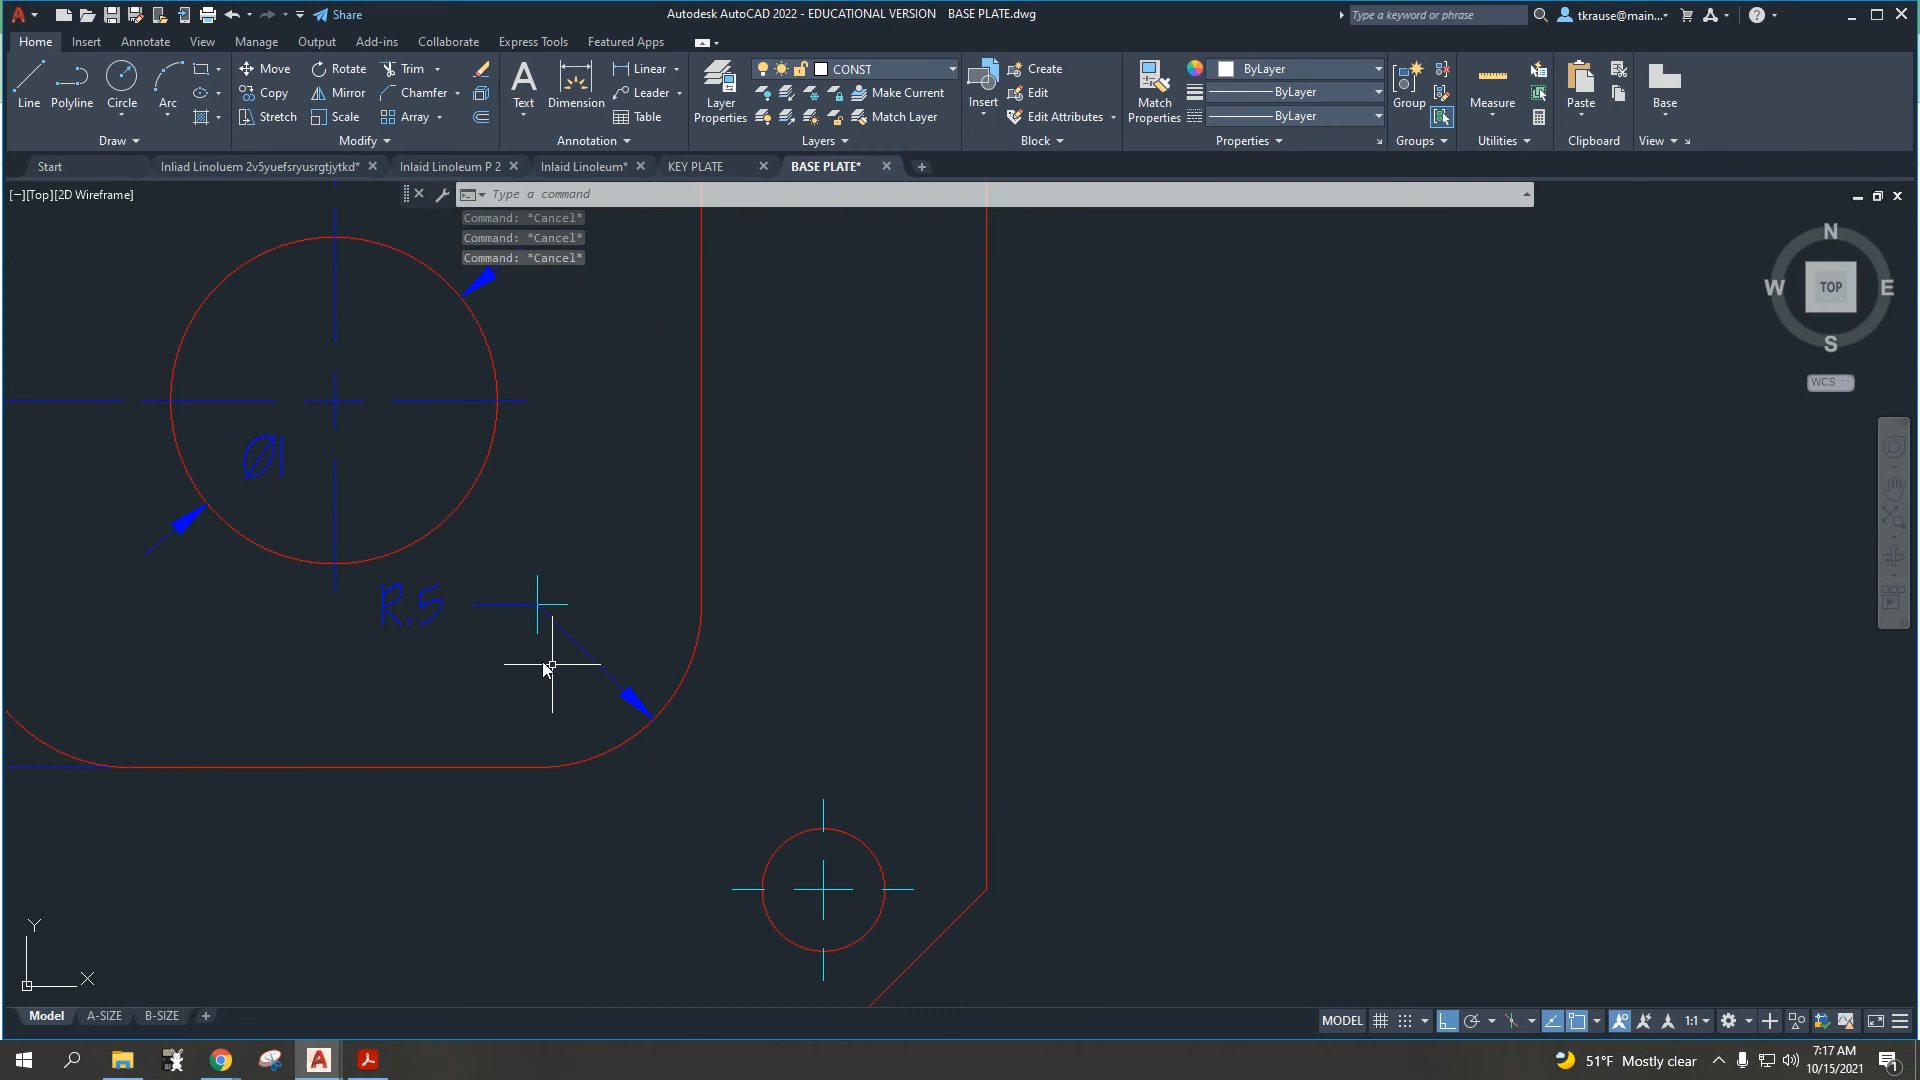 Share
Autodesk AutoCAD 2022 - EDUCATIONAL VERSION BASE PLATE.dwg
Type a keyword or phrase
tkrause@main...
Home Insert Annotate View Manage Output Add-ins Collaborate Express Tools Featured Apps
Line Polyline Circle Arc
Draw
Move Rotate Trim
Copy Mirror Chamfer
Stretch Scale Array
Modify
Text Dimension
Linear
Leader
Table
Annotation
Layer Properties
CONST
Make Current
Match Layer
Layers
Insert
Create
Edit
Edit Attributes
Block
Match Properties
ByLayer
ByLayer
ByLayer
Properties
Group
Groups
Measure
Utilities
Paste
Clipboard
Base
View
Start Inliad Linoluem 2v5yuefsryusrgtjytkd* Inlaid Linoleum P 2 Inlaid Linoleum* KEY PLATE BASE PLATE*
[−][Top][2D Wireframe]
Type a command
Command: *Cancel*
Command: *Cancel*
Command: *Cancel*
N
W TOP E
S
WCS
Ø1
R.5
Y
X
Model A-SIZE B-SIZE
MODEL
1:1
51°F Mostly clear
7:17 AM
10/15/2021
1